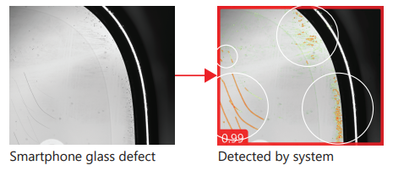 0.99
Smartphone glass defect
Detected by system